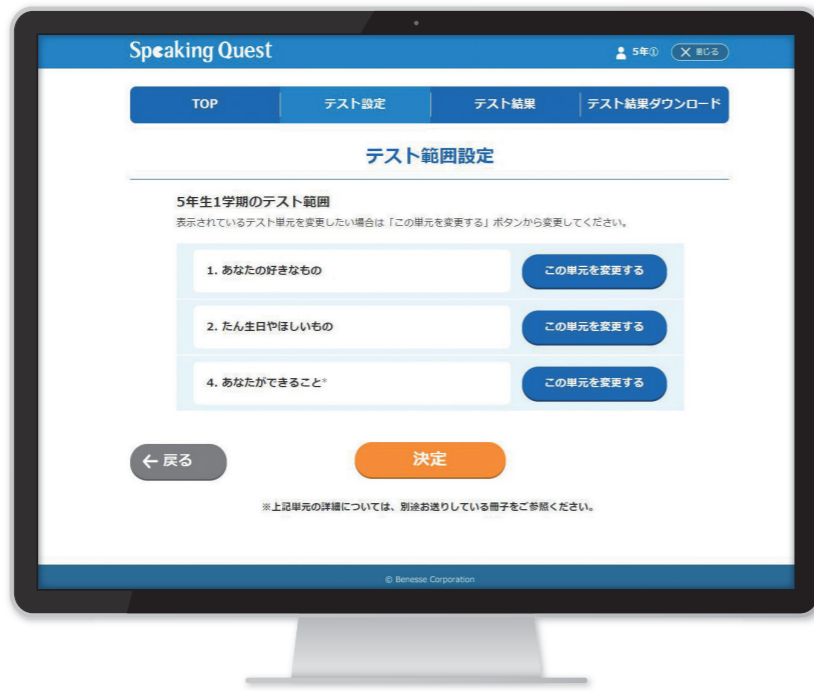 Speaking Quest
5年① × 閉じる
TOP テスト設定 テスト結果 テスト結果ダウンロード
テスト範囲設定
5年生1学期のテスト範囲
表示されているテスト単元を変更したい場合は「この単元を変更する」ボタンから変更してください。
1. あなたの好きなもの この単元を変更する
2. たん生日やほしいもの この単元を変更する
4. あなたができること* この単元を変更する
← 戻る 決定
※上記単元の詳細については、別途お送りしている冊子をご参照ください。
© Benesse Corporation